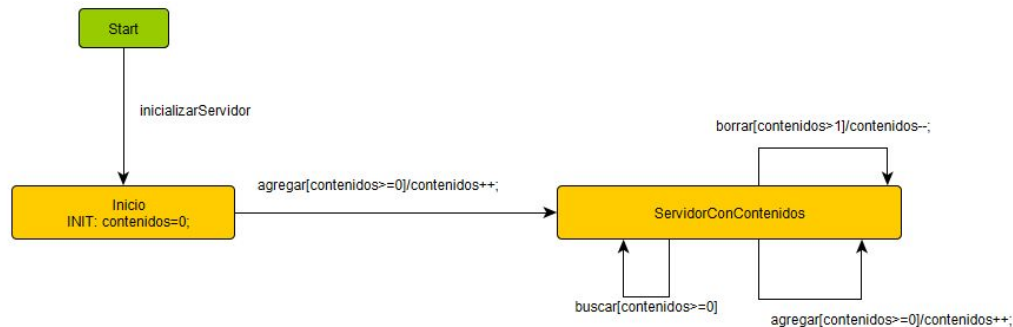 Start
inicializarServidor
borrar[contenidos>1]/contenidos--;
agregar[contenidos>=0]/contenidos++;
Inicio
INIT: contenidos=0;
ServidorConContenidos
buscar[contenidos>=0]
agregar[contenidos>=0]/contenidos++;